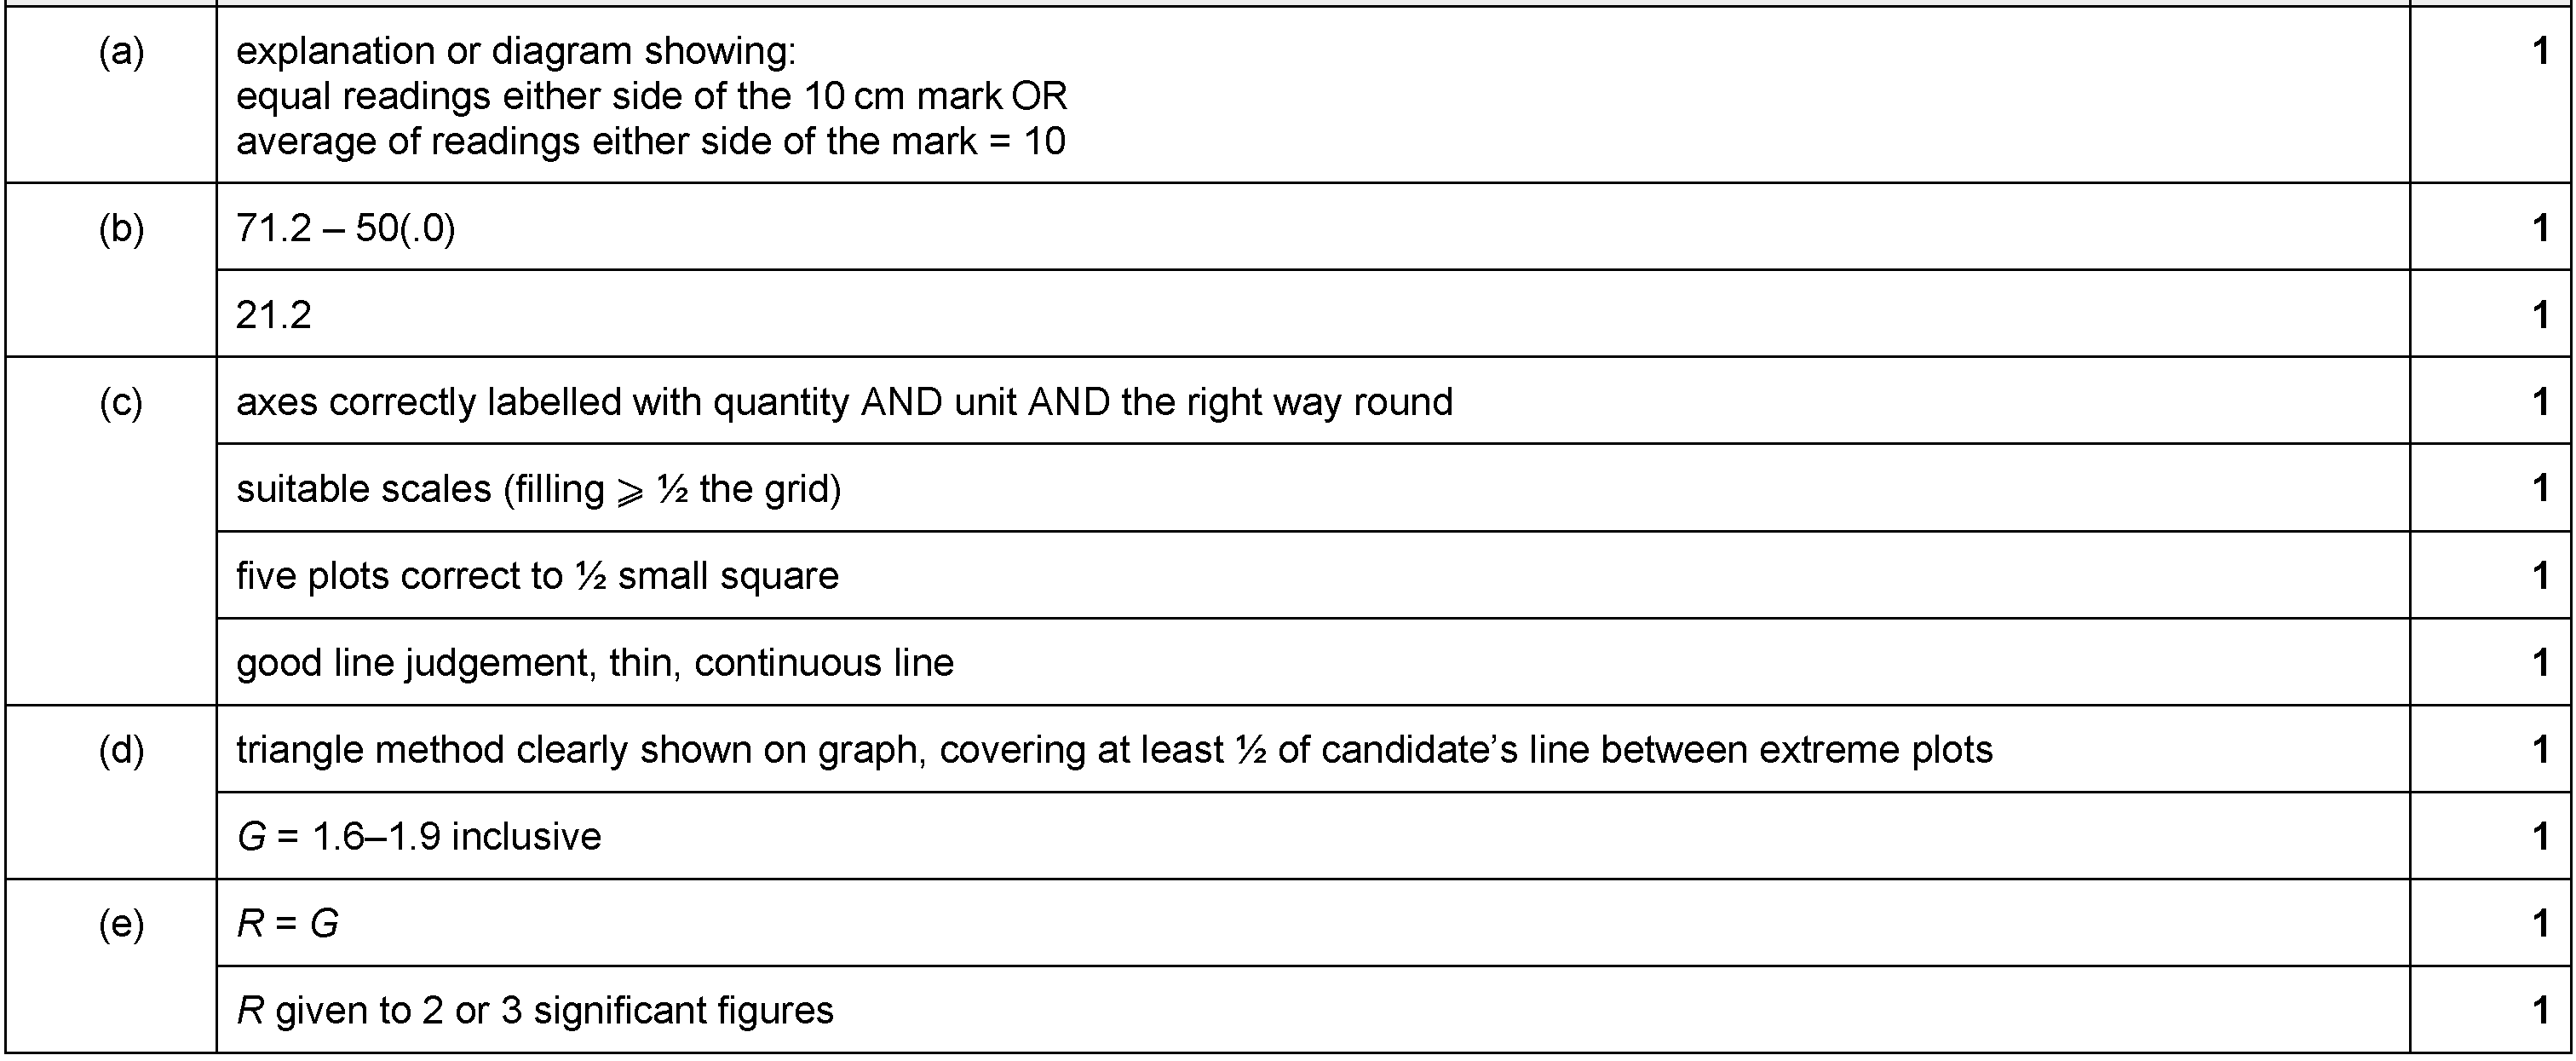 (a) explanation or diagram showing: 1
equal readings either side of the 10 cm mark OR
average of readings either side of the mark = 10
(b) 71.2 – 50(.0) 1
21.2 1
(c) axes correctly labelled with quantity AND unit AND the right way round 1
suitable scales (filling ⩾ ½ the grid) 1
five plots correct to ½ small square 1
good line judgement, thin, continuous line 1
(d) triangle method clearly shown on graph, covering at least ½ of candidate’s line between extreme plots 1
G = 1.6–1.9 inclusive 1
(e) R = G 1
R given to 2 or 3 significant figures 1